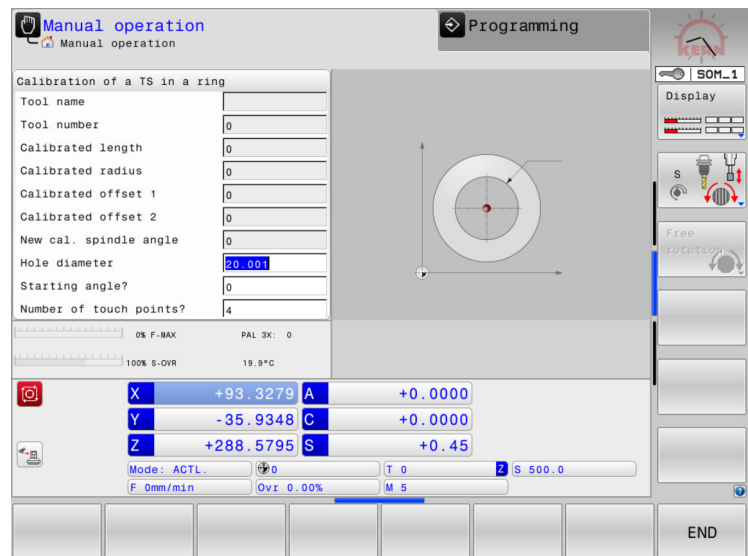 Manual operation
Manual operation
Programming
KERN
SOM_1
Calibration of a TS in a ring
Tool name
Tool number 0
Calibrated length 0
Calibrated radius 0
Calibrated offset 1 0
Calibrated offset 2 0
New cal. spindle angle 0
Hole diameter 20.001
Starting angle? 0
Number of touch points? 4
Display
S
Free
rotation
0% F-MAX PAL 3X: 0
100% S-OVR 19.9°C
X +93.3279 A +0.0000
Y -35.9348 C +0.0000
Z +288.5795 S +0.45
Mode: ACTL. 0 T 0 Z S 500.0
F 0mm/min Ovr 0.00% M 5
?
END